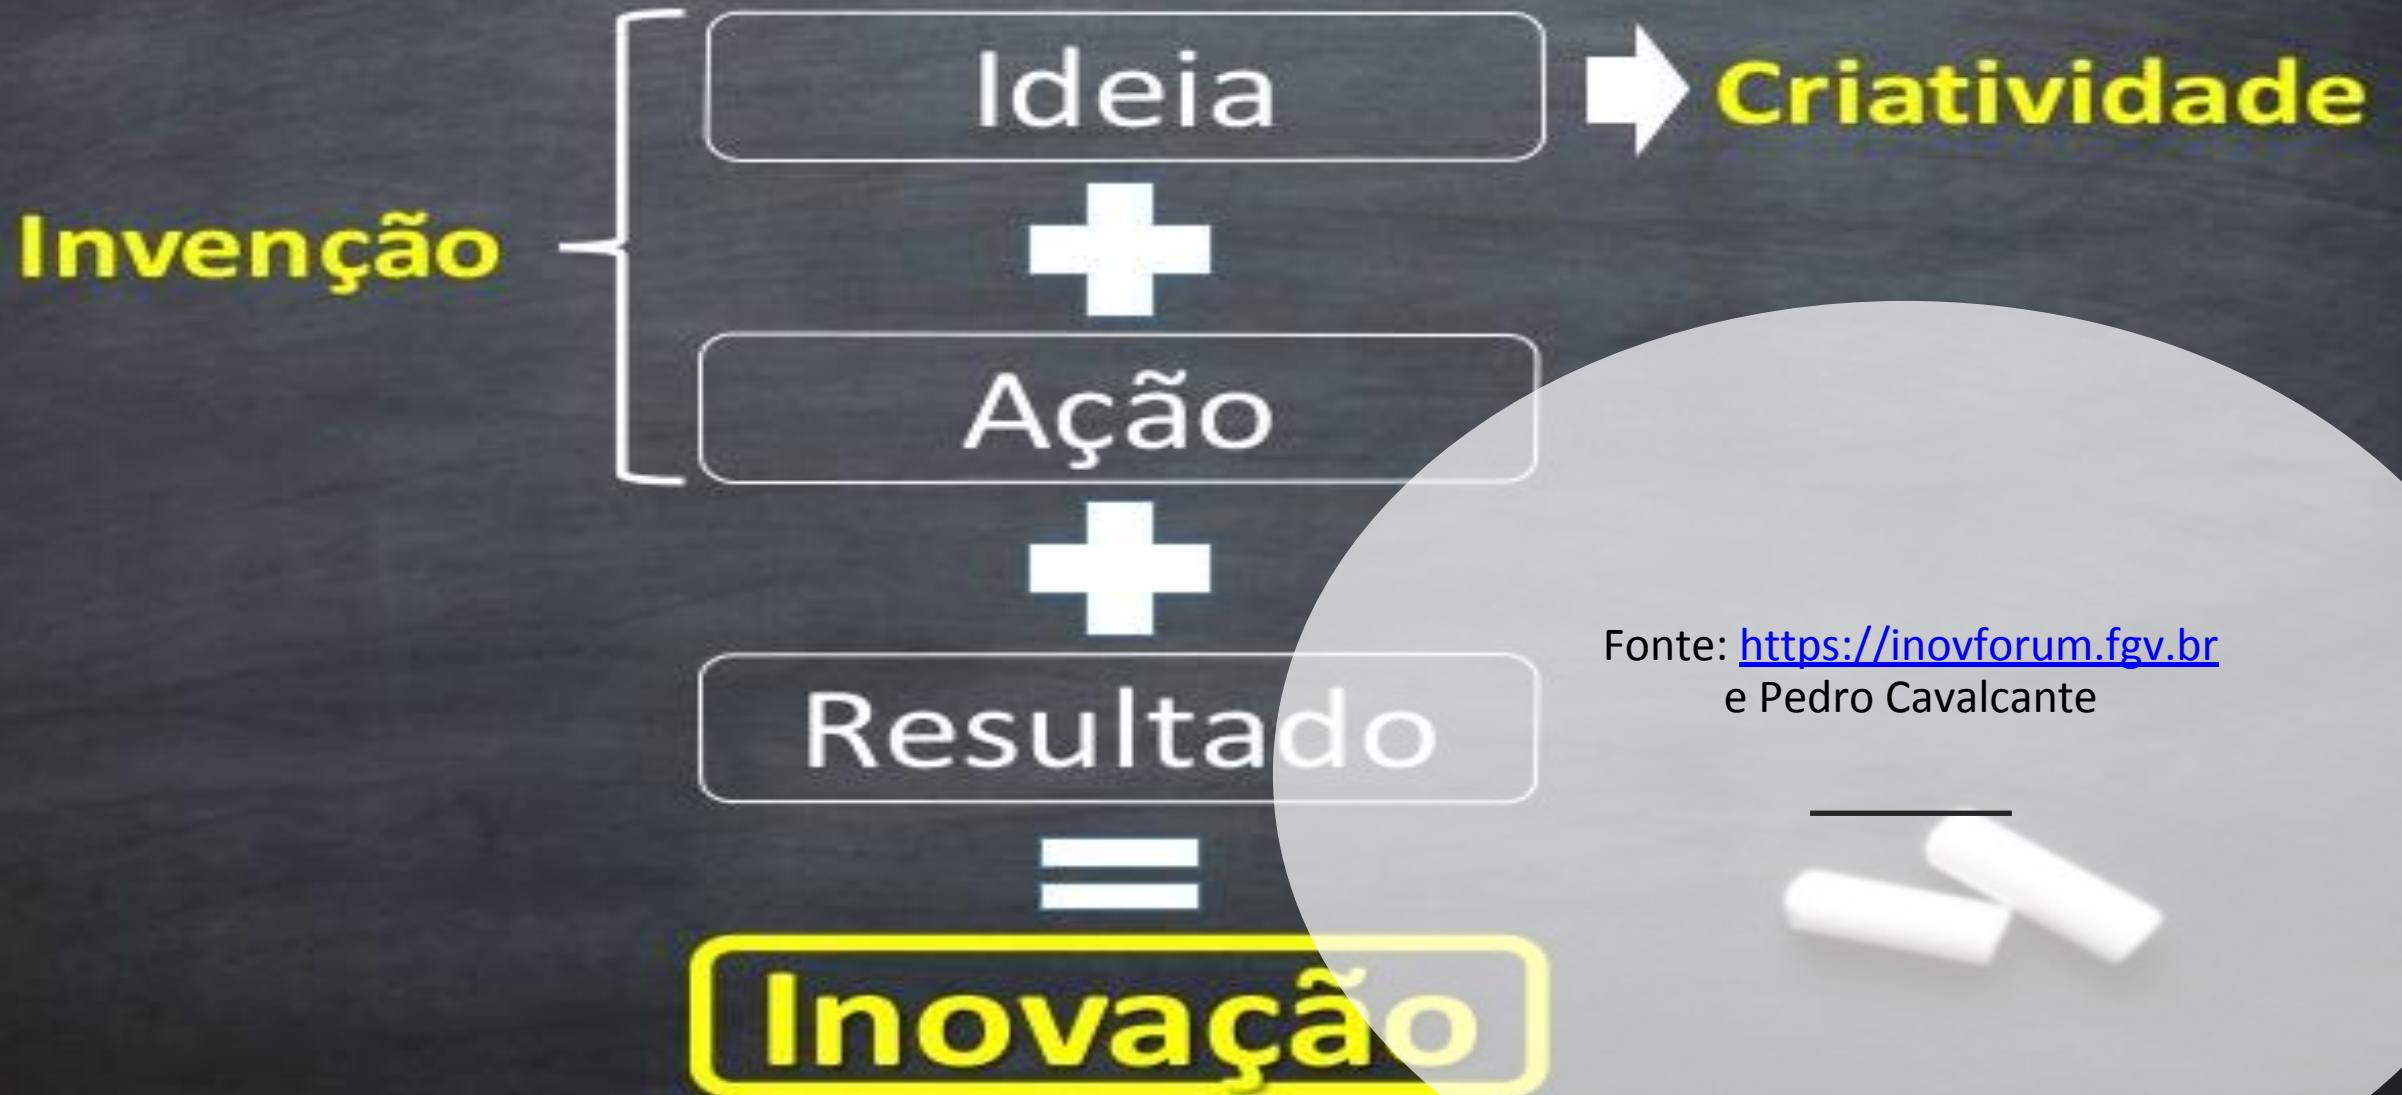 Ideia
Criatividade
Invenção
Ação
Resultado
Inovação
Fonte: https://inovforum.fgv.br
e Pedro Cavalcante